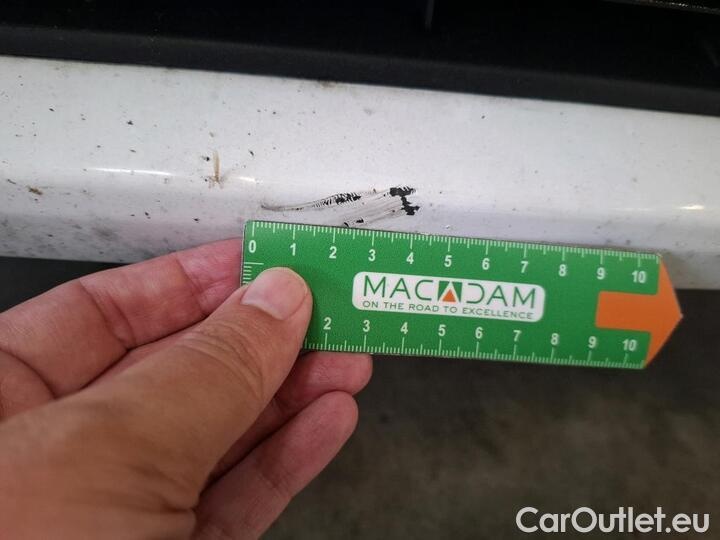 0 1 2 3 4 5 6 7 8 9 10
MACADAM
ON THE ROAD TO EXCELLENCE
2 3 4 5 6 7 8 9 10
CarOutlet.eu